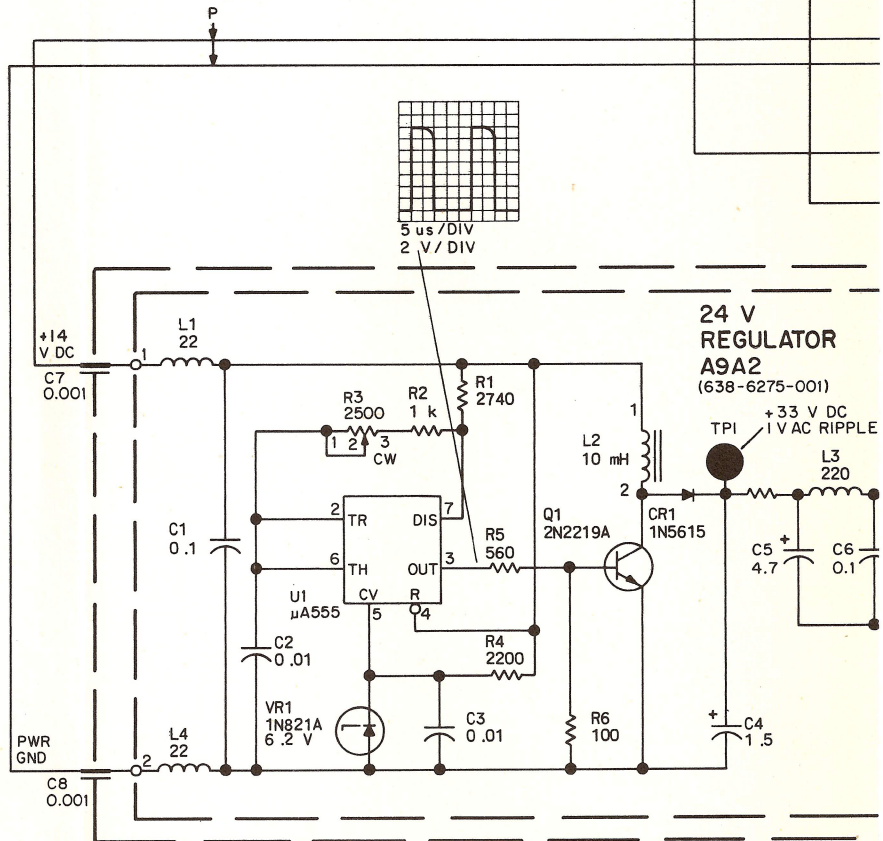 P
5 us/DIV
2 V/DIV
24 V
REGULATOR
A9A2
(638-6275-001)
+14
V DC
C7
0.001
1
L1
22
R3
2500
1 2 3
CW
R2
1 k
R1
2740
1
L2
10 mH
2
TP1
+33 V DC
1 V AC RIPPLE
L3
220
C1
0.1
2 TR
DIS 7
6 TH
OUT 3
CV
5
R
4
U1
µA555
R5
560
Q1
2N2219A
CR1
1N5615
C5
4.7
+
C6
0.1
C2
0.01
R4
2200
VR1
1N821A
6.2 V
C3
0.01
R6
100
+
C4
1.5
PWR
GND
C8
0.001
2
L4
22